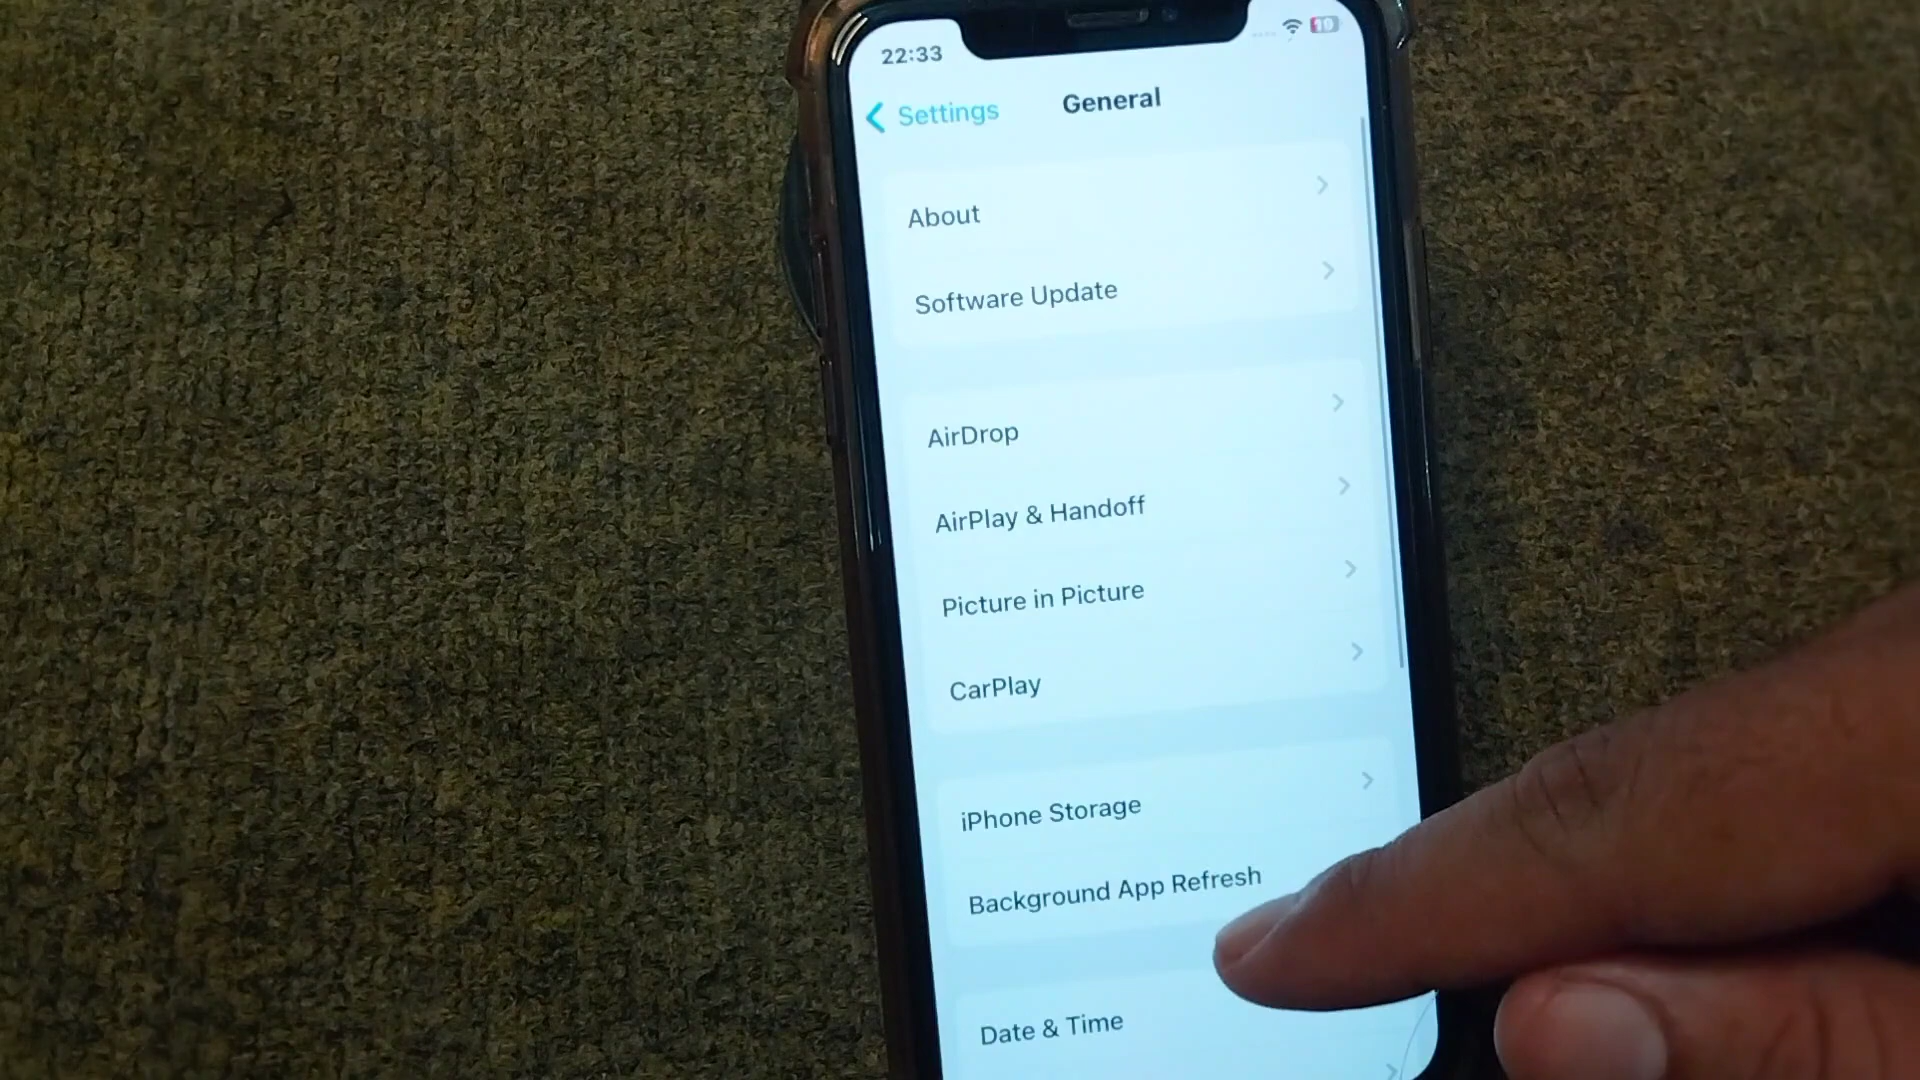 22:33
10
Settings
General
About
Software Update
AirDrop
AirPlay & Handoff
Picture in Picture
CarPlay
iPhone Storage
Background App Refresh
Date & Time